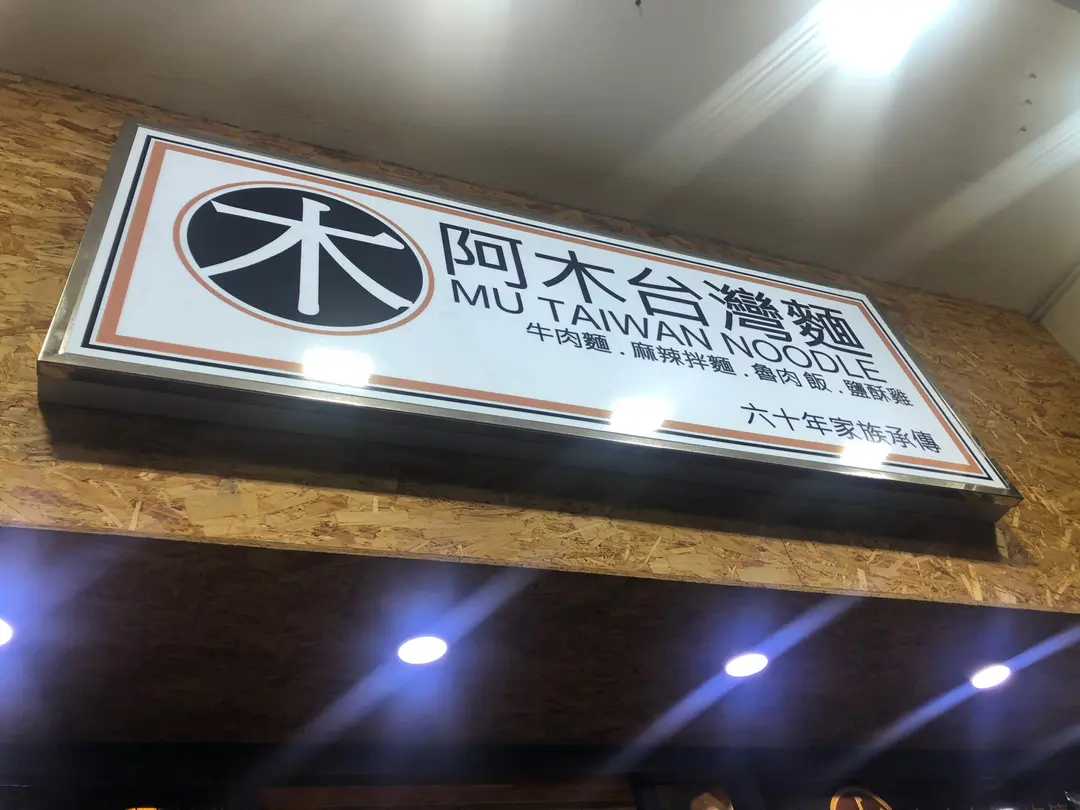 木
阿木台灣麵
MU TAIWAN NOODLE
牛肉麵.麻辣拌麵.魯肉飯.鹽酥雞
六十年家族承傳